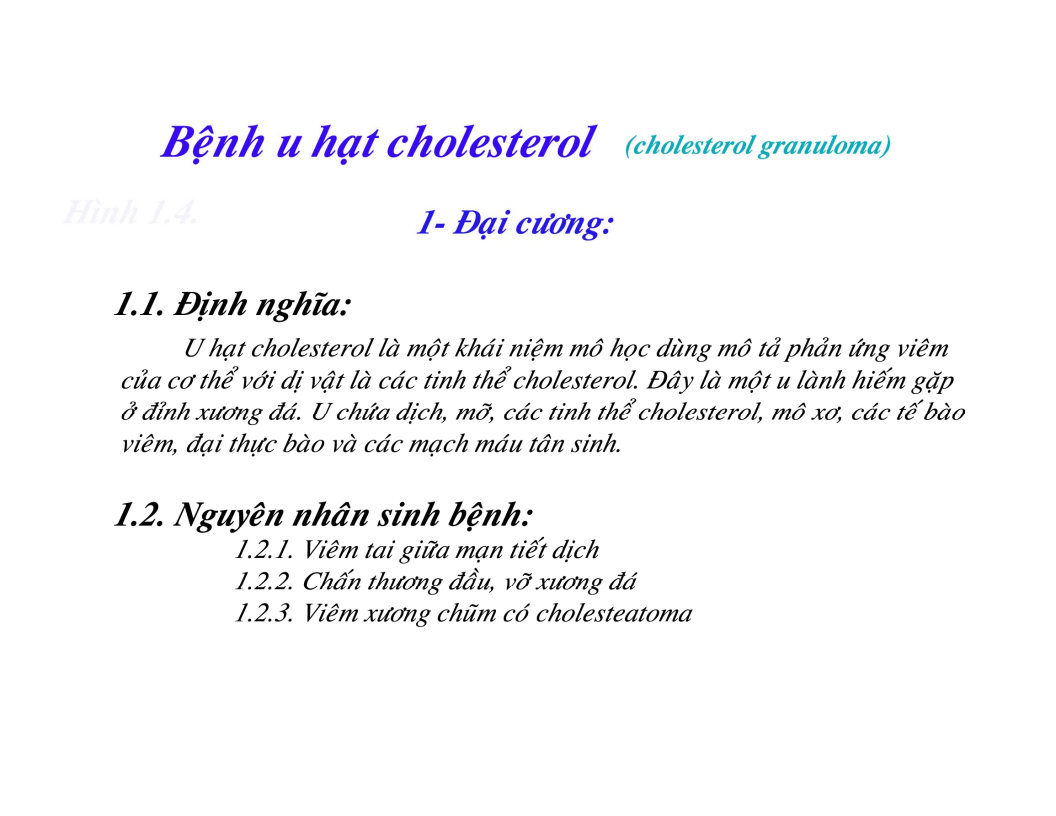 Bệnh u hạt cholesterol (cholesterol granuloma)
Hình 1.4.
1- Đại cương:
1.1. Định nghĩa:
U hạt cholesterol là một khái niệm mô học dùng mô tả phản ứng viêm
của cơ thể với dị vật là các tinh thể cholesterol. Đây là một u lành hiếm gặp
ở đỉnh xương đá. U chứa dịch, mỡ, các tinh thể cholesterol, mô xơ, các tế bào
viêm, đại thực bào và các mạch máu tân sinh.
1.2. Nguyên nhân sinh bệnh:
1.2.1. Viêm tai giữa mạn tiết dịch
1.2.2. Chấn thương đầu, vỡ xương đá
1.2.3. Viêm xương chũm có cholesteatoma